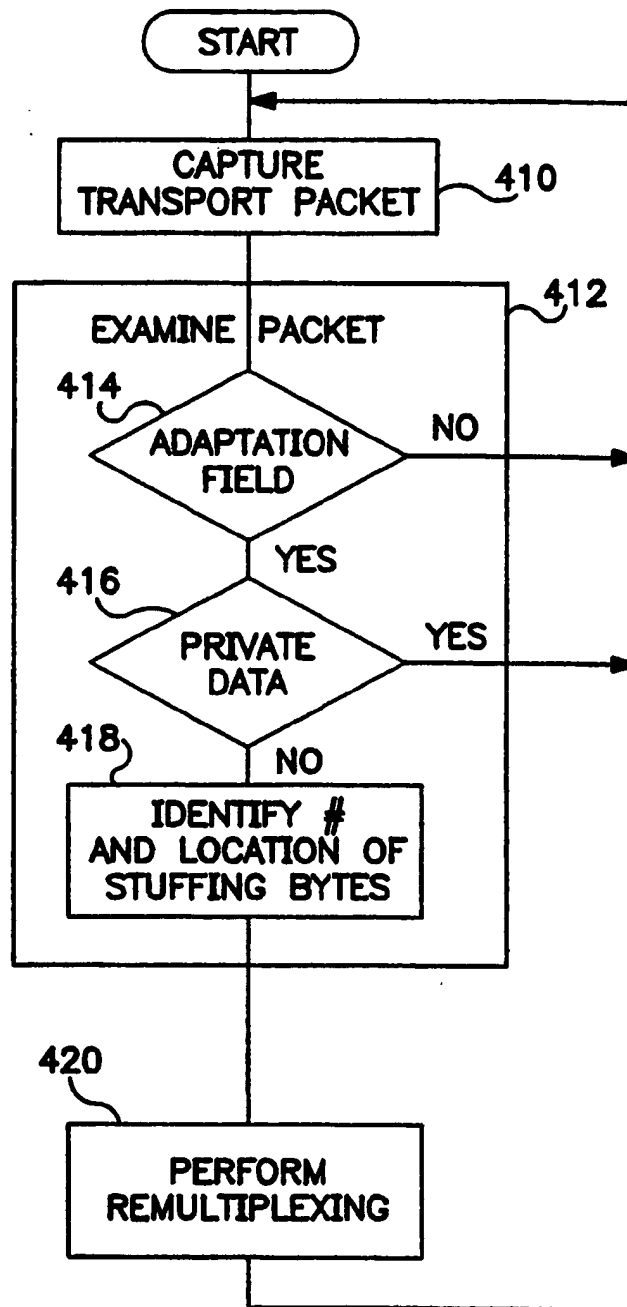 START
CAPTURE
TRANSPORT PACKET
410
412
EXAMINE PACKET
414
ADAPTATION
FIELD
NO
YES
416
PRIVATE
DATA
YES
NO
418
IDENTIFY #
AND LOCATION OF
STUFFING BYTES
420
PERFORM
REMULTIPLEXING